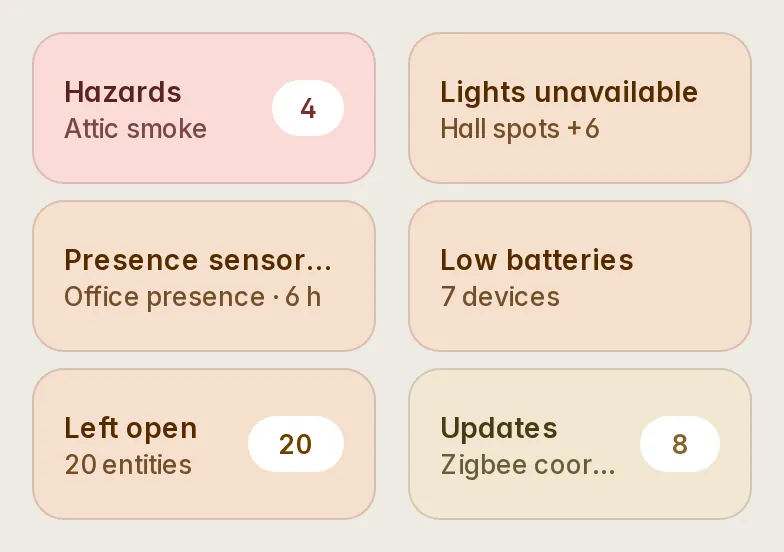 Hazards
Attic smoke
4
Lights unavailable
Hall spots +6
Presence sensor…
Office presence · 6 h
Low batteries
7 devices
Left open
20 entities
20
Updates
Zigbee coor…
8